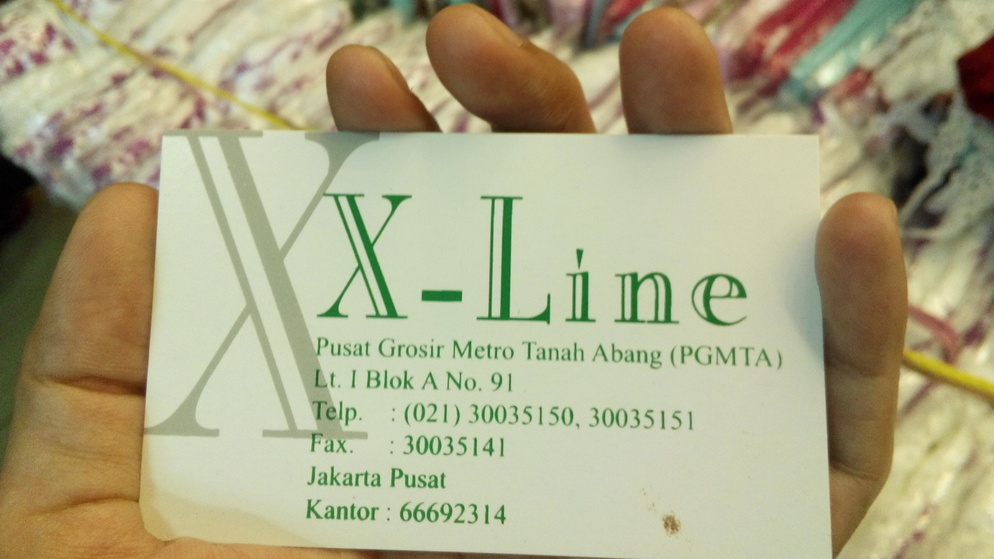 X
X-Line
Pusat Grosir Metro Tanah Abang (PGMTA)
Lt. I Blok A No. 91
Telp. : (021) 30035150, 30035151
Fax. : 30035141
Jakarta Pusat
Kantor : 66692314